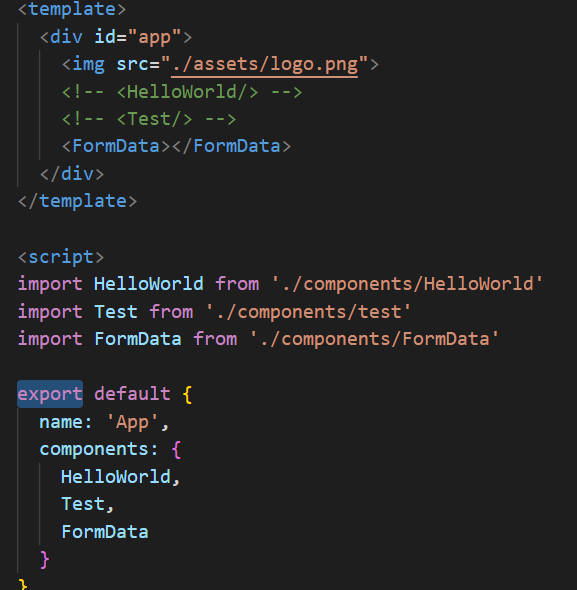 <template>
  <div id="app">
    <img src="./assets/logo.png">
    <!-- <HelloWorld/> -->
    <!-- <Test/> -->
    <FormData></FormData>
  </div>
</template>

<script>
import HelloWorld from './components/HelloWorld'
import Test from './components/test'
import FormData from './components/FormData'

export default {
  name: 'App',
  components: {
    HelloWorld,
    Test,
    FormData
  }
}